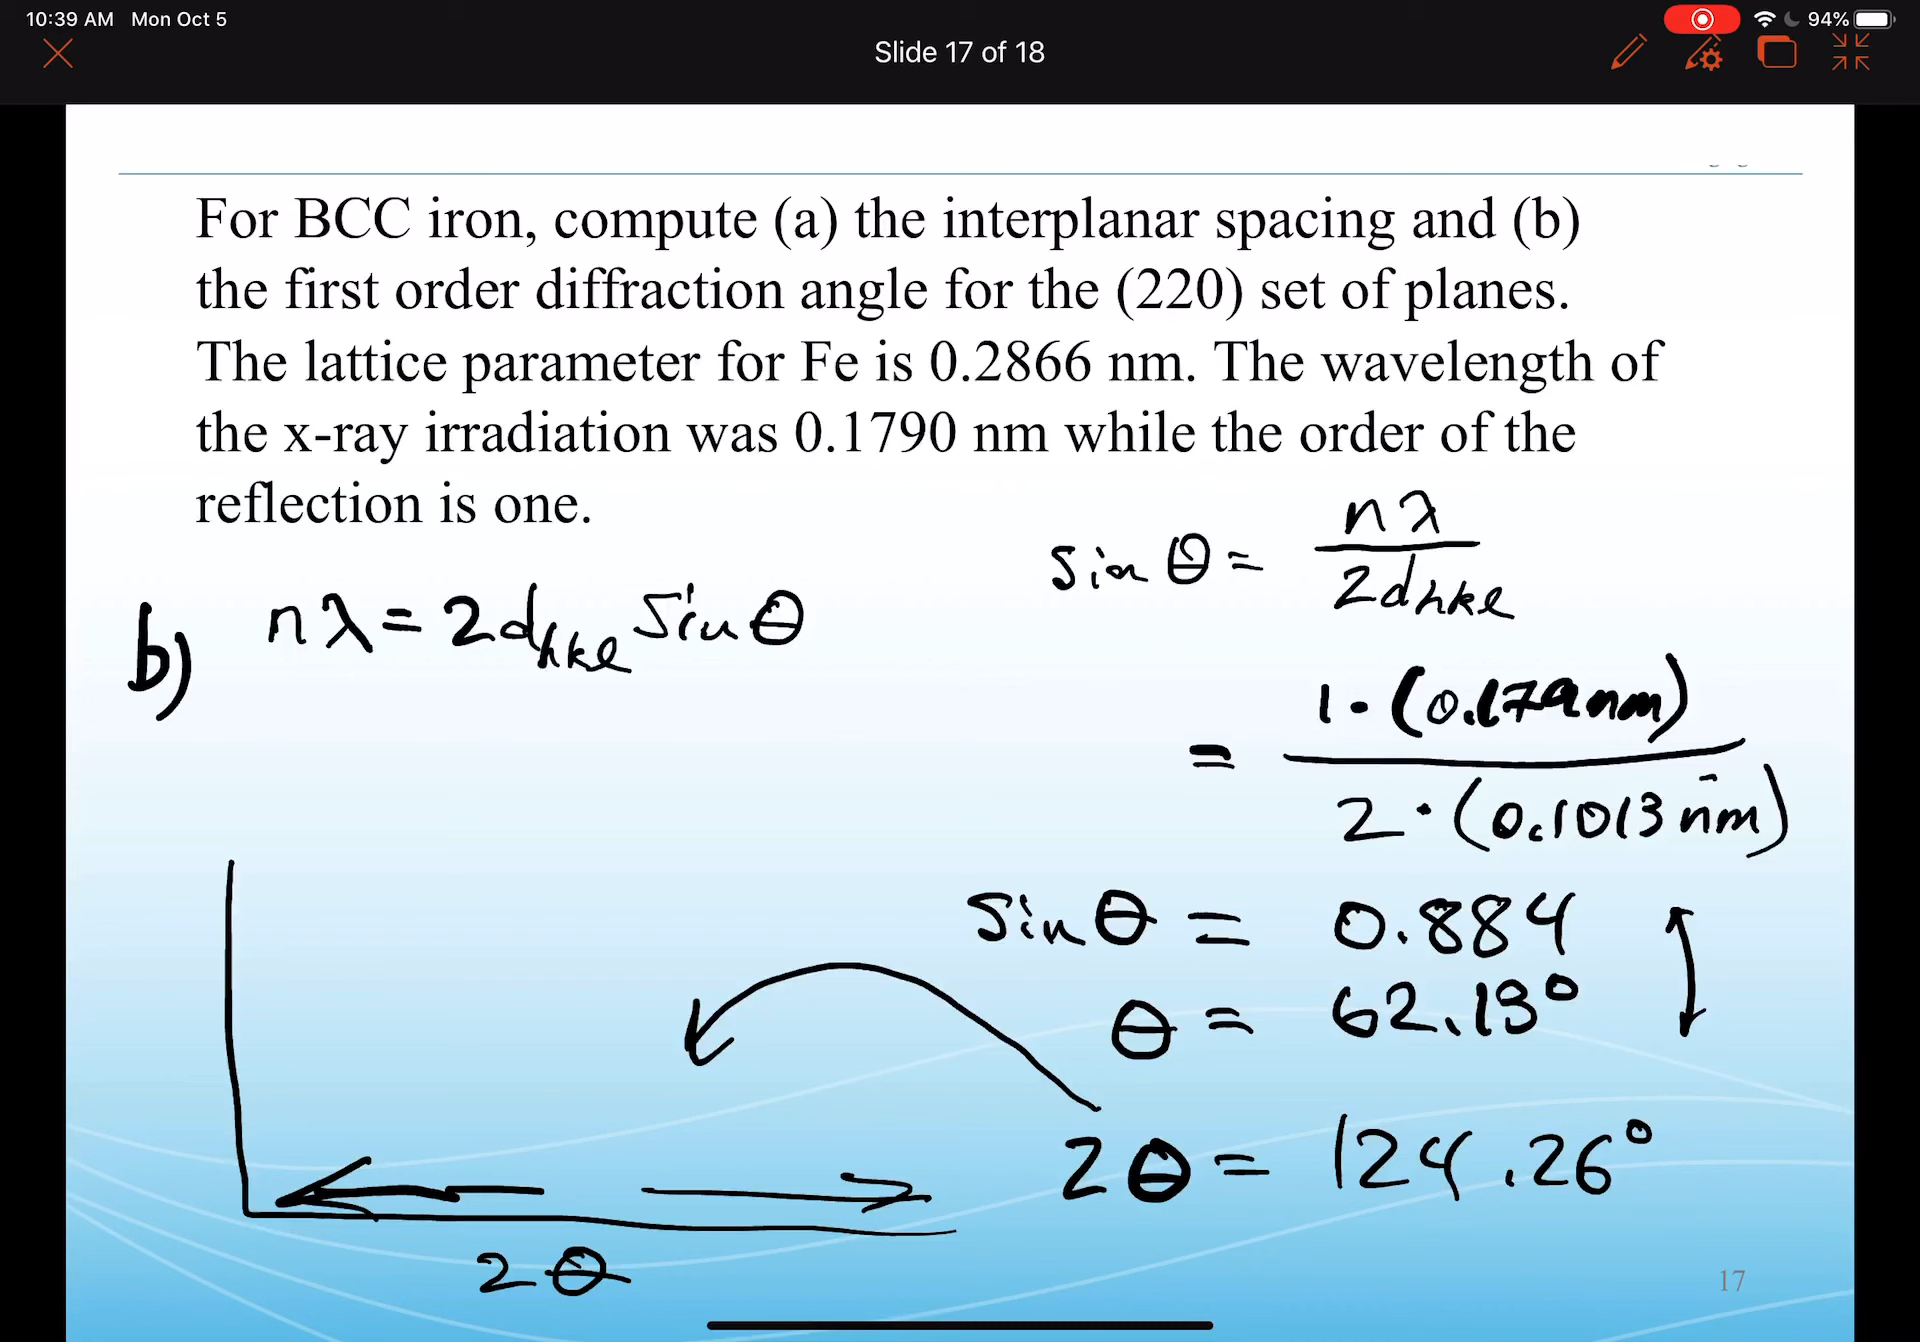 10:39 AM Mon Oct 5
94%
Slide 17 of 18
For BCC iron, compute (a) the interplanar spacing and (b)
the first order diffraction angle for the (220) set of planes.
The lattice parameter for Fe is 0.2866 nm. The wavelength of
the x-ray irradiation was 0.1790 nm while the order of the
reflection is one.
b) nλ = 2dhkl Sin θ
Sin θ = nλ / 2dhkl
= 1 · (0.179nm) / 2 · (0.1013 nm)
Sin θ = 0.884
θ = 62.13°
2θ = 124.26°
2θ
17